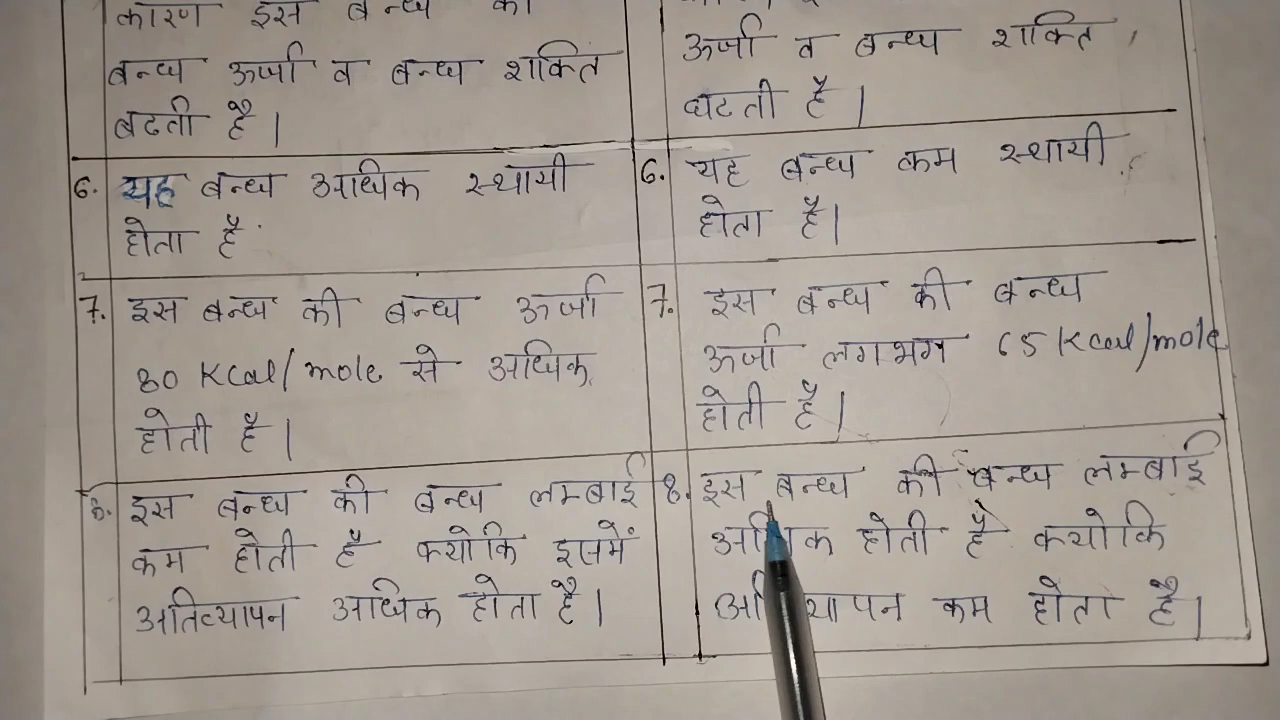 कारण इस बन्ध की
बन्ध ऊर्जा व बन्ध शक्ति
बढती है।
ऊर्जा व बन्ध शक्ति
घटती है।
6. यह बन्ध अधिक स्थायी
होता है
6. यह बन्ध कम स्थायी
होता है।
7. इस बन्ध की बन्ध ऊर्जा
80 Kcal/mole से अधिक
होती है।
7. इस बन्ध की बन्ध
ऊर्जा लगभग 65 Kcal/mole
होती है।
8. इस बन्ध की बन्ध लम्बाई
कम होती है क्योकि इसमें
अतिव्यापन अधिक होता है।
8. इस बन्ध की बन्ध लम्बाई
अधिक होती है क्योकि
अतिव्यापन कम होता है।